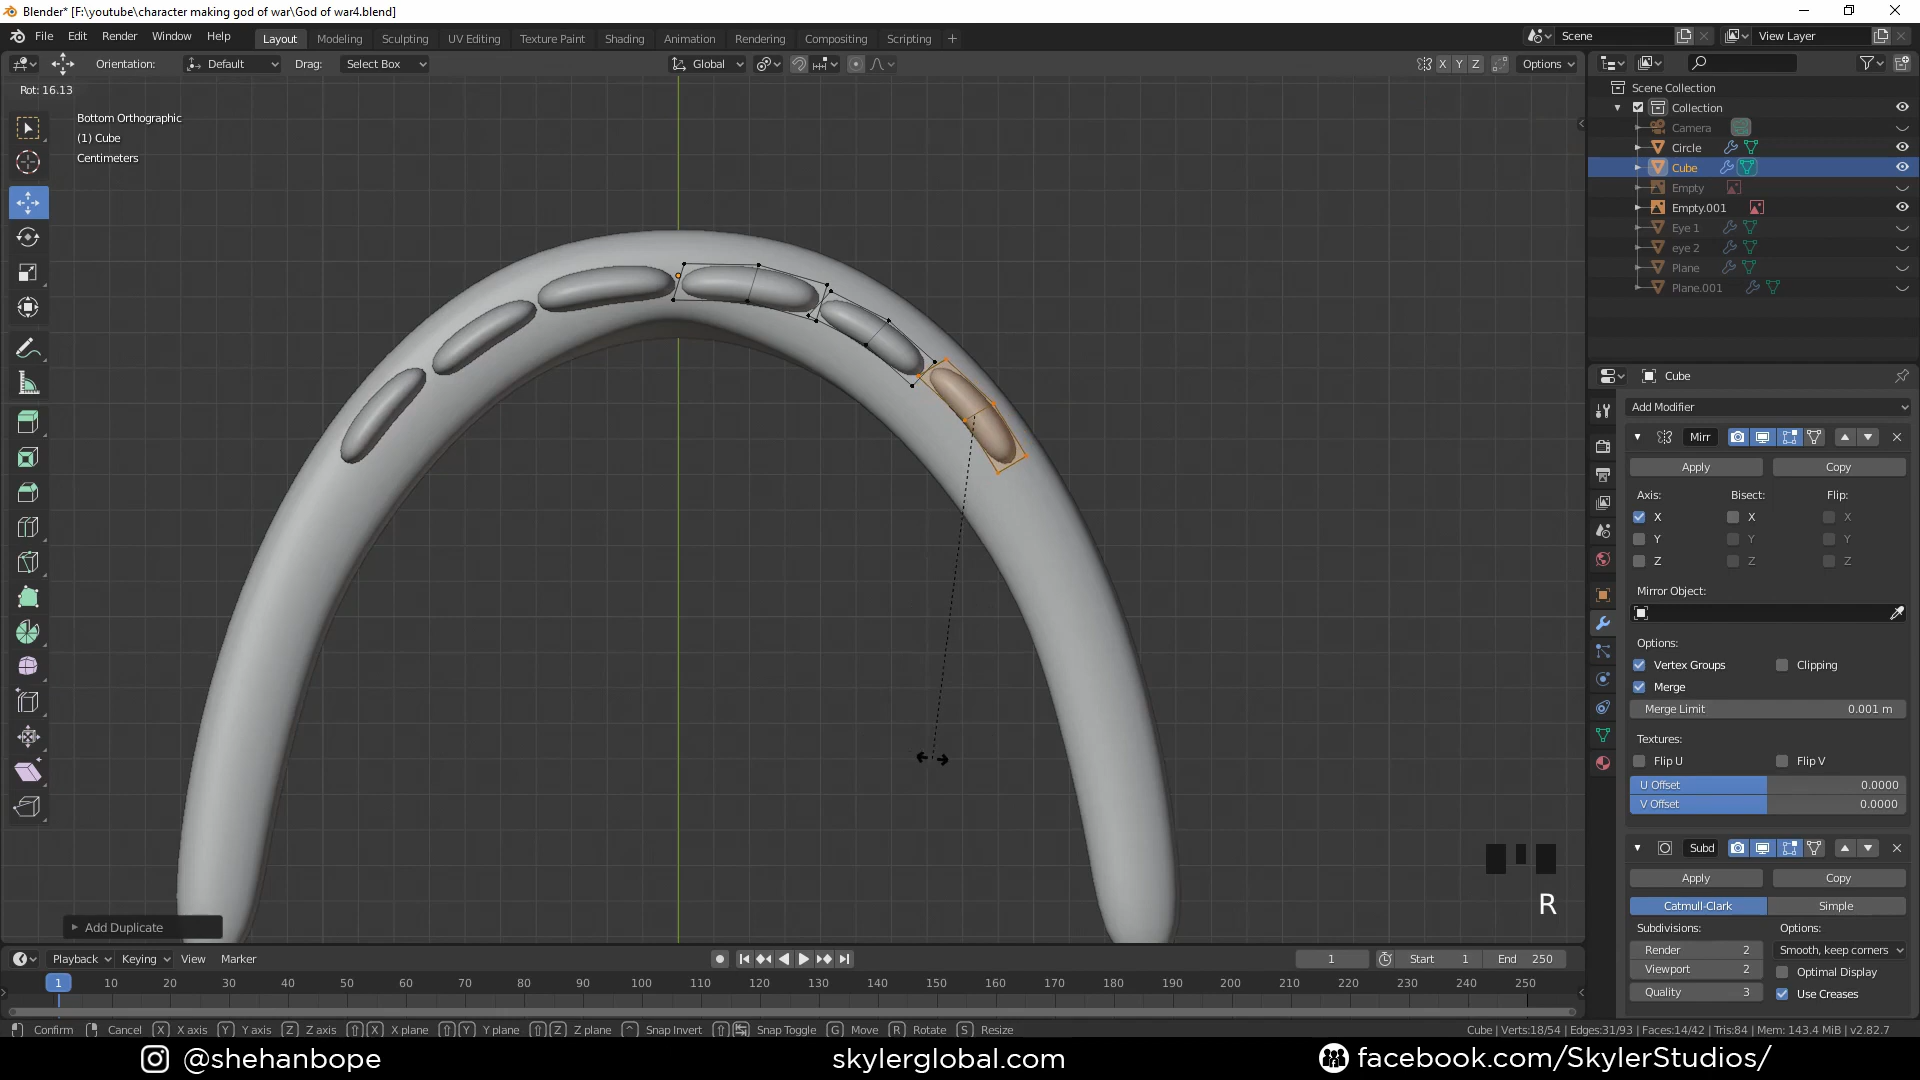 Blender* [F:\youtube\character making god of war\God of war4.blend]
File Edit Render Window Help Layout Modeling Sculpting UV Editing Texture Paint Shading Animation Rendering Compositing Scripting + Scene View Layer
Orientation: Default Drag: Select Box Global X Y Z Options
Rot: 16.13
Bottom Orthographic
(1) Cube
Centimeters
Scene Collection
Collection
Camera
Circle
Cube
Empty
Empty.001
Eye 1
eye 2
Plane
Plane.001
Cube
Add Modifier
Mirr
Apply Copy
Axis: Bisect: Flip:
X X X
Y Y Y
Z Z Z
Mirror Object:
Options:
Vertex Groups Clipping
Merge
Merge Limit 0.001 m
Textures:
Flip U Flip V
U Offset 0.0000
V Offset 0.0000
Subd
Apply Copy
Catmull-Clark Simple
Subdivisions: Options:
Render 2 Smooth, keep corners
Viewport 2 Optimal Display
Quality 3 Use Creases
R
Add Duplicate
Playback Keying View Marker 1 Start 1 End 250
1 10 20 30 40 50 60 70 80 90 100 110 120 130 140 150 160 170 180 190 200 210 220 230 240 250
Confirm Cancel X X axis Y Y axis Z Z axis X X plane Y Y plane Z Z plane Snap Invert Snap Toggle G Move R Rotate S Resize Cube | Verts:18/54 | Edges:31/93 | Faces:14/42 | Tris:84 | Mem: 143.4 MiB | v2.82.7
@shehanbope skylerglobal.com facebook.com/SkylerStudios/